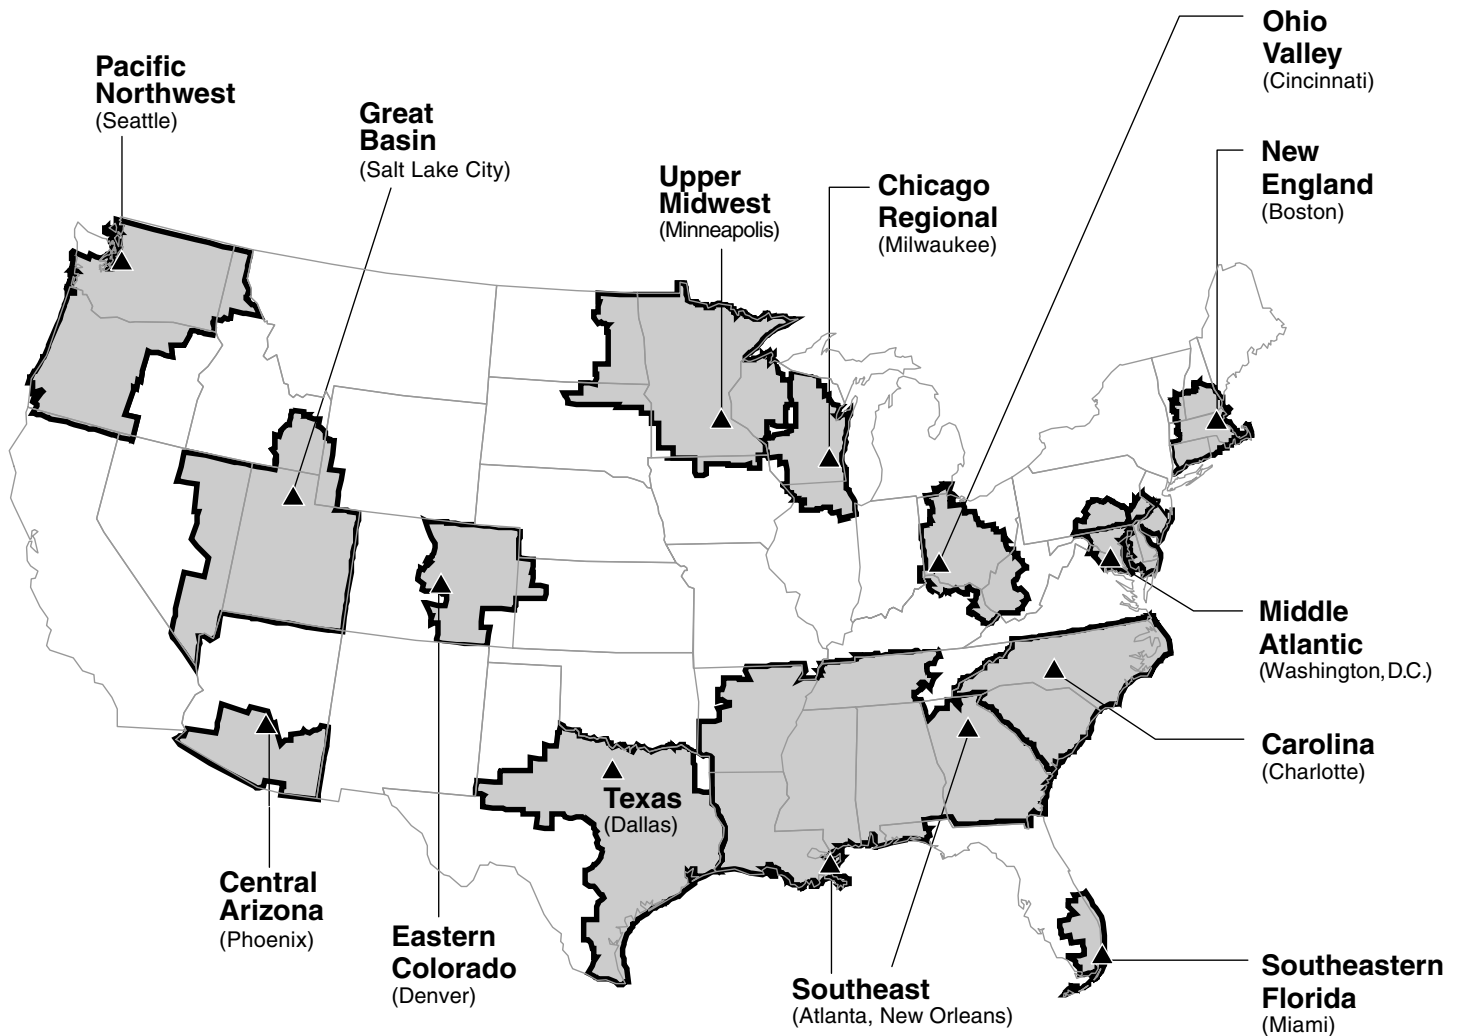 Ohio
Valley
(Cincinnati)
Pacific
Northwest
(Seattle)
Great
Basin
(Salt Lake City)
New
England
(Boston)
Upper
Midwest
(Minneapolis)
Chicago
Regional
(Milwaukee)
Middle
Atlantic
(Washington, D.C.)
Carolina
(Charlotte)
Texas
(Dallas)
Central
Arizona
(Phoenix)
Eastern
Colorado
(Denver)
Southeast
(Atlanta, New Orleans)
Southeastern
Florida
(Miami)